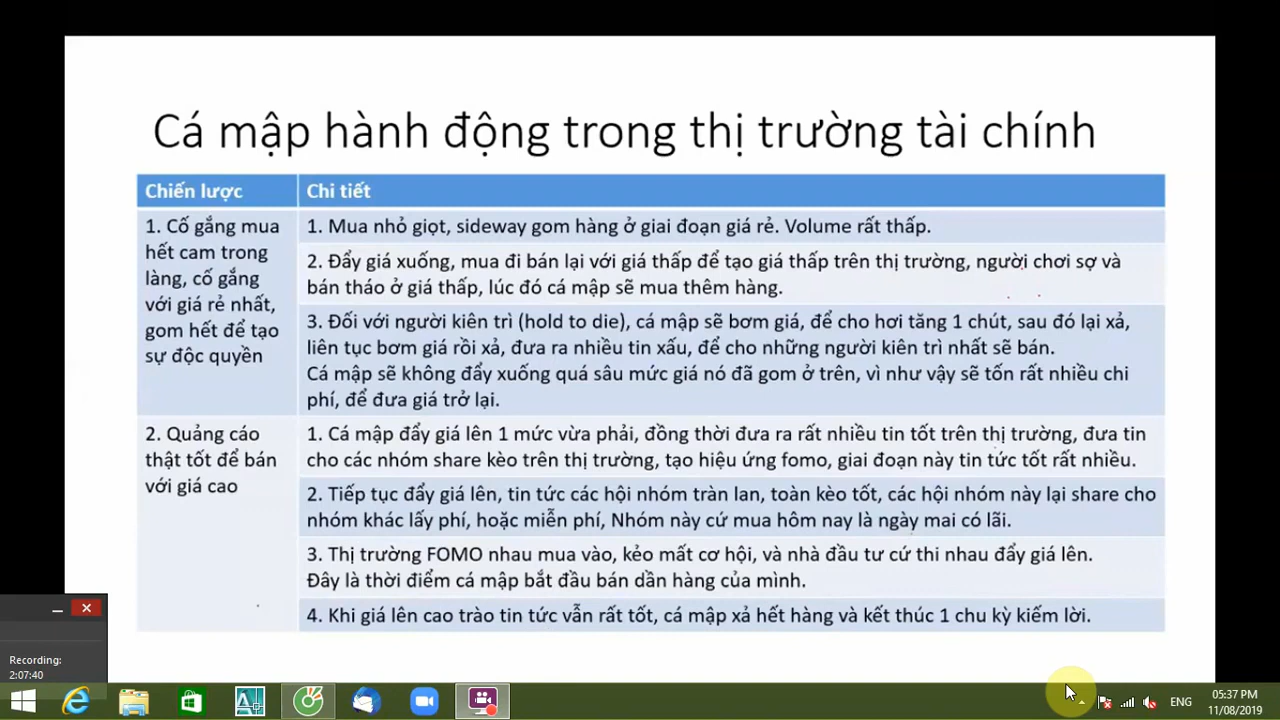 Cá mập hành động trong thị trường tài chính
Chiến lược
Chi tiết
1. Cố gắng mua
hết cam trong
làng, cố gắng
với giá rẻ nhất,
gom hết để tạo
sự độc quyền
1. Mua nhỏ giọt, sideway gom hàng ở giai đoạn giá rẻ. Volume rất thấp.
2. Đẩy giá xuống, mua đi bán lại với giá thấp để tạo giá thấp trên thị trường, người chơi sợ và
bán tháo ở giá thấp, lúc đó cá mập sẽ mua thêm hàng.
3. Đối với người kiên trì (hold to die), cá mập sẽ bơm giá, để cho hơi tăng 1 chút, sau đó lại xả,
liên tục bơm giá rồi xả, đưa ra nhiều tin xấu, để cho những người kiên trì nhất sẽ bán.
Cá mập sẽ không đẩy xuống quá sâu mức giá nó đã gom ở trên, vì như vậy sẽ tốn rất nhiều chi
phí, để đưa giá trở lại.
2. Quảng cáo
thật tốt để bán
với giá cao
1. Cá mập đẩy giá lên 1 mức vừa phải, đồng thời đưa ra rất nhiều tin tốt trên thị trường, đưa tin
cho các nhóm share kèo trên thị trường, tạo hiệu ứng fomo, giai đoạn này tin tức tốt rất nhiều.
2. Tiếp tục đẩy giá lên, tin tức các hội nhóm tràn lan, toàn kèo tốt, các hội nhóm này lại share cho
nhóm khác lấy phí, hoặc miễn phí, Nhóm này cứ mua hôm nay là ngày mai có lãi.
3. Thị trường FOMO nhau mua vào, kẻo mất cơ hội, và nhà đầu tư cứ thi nhau đẩy giá lên.
Đây là thời điểm cá mập bắt đầu bán dần hàng của mình.
4. Khi giá lên cao trào tin tức vẫn rất tốt, cá mập xả hết hàng và kết thúc 1 chu kỳ kiếm lời.
Recording:
2:07:40
ENG
05:37 PM
11/08/2019